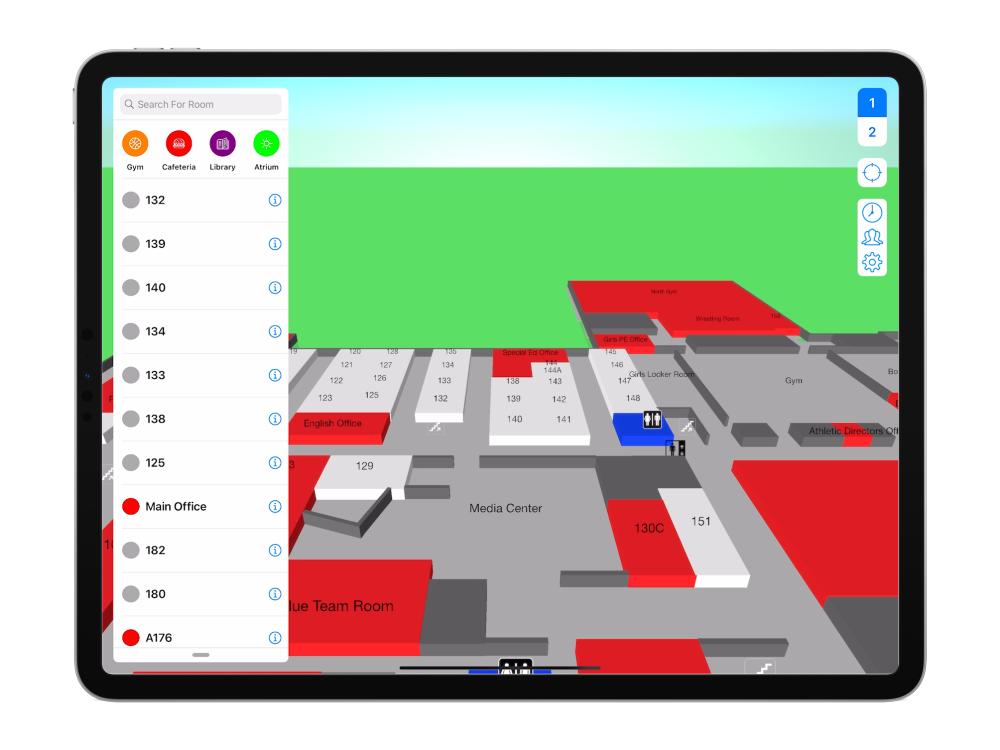 Search For Room
Gym Cafeteria Library Atrium
132
139
140
134
133
138
125
Main Office
182
180
A176
1
2
North Gym
Wrestling Room
Girls PE Office
19 120 128 135 Special Ed Office 145
121 127 134 144 146
144A
122 126 133 138 143 147 Girls Locker Room Gym
123 125 132 139 142 148
English Office 140 141 Athletic Directors Off
129
Media Center
130C 151
lue Team Room